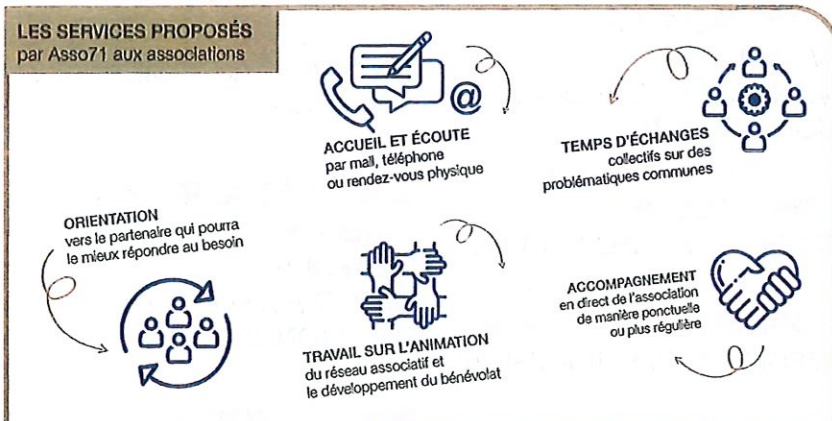 LES SERVICES PROPOSÉS
par Asso71 aux associations
@
ACCUEIL ET ÉCOUTE
par mail, téléphone
ou rendez-vous physique
TEMPS D'ÉCHANGES
collectifs sur des
problématiques communes
ORIENTATION
vers le partenaire qui pourra
le mieux répondre au besoin
TRAVAIL SUR L'ANIMATION
du réseau associatif et
le développement du bénévolat
ACCOMPAGNEMENT
en direct de l'association
de manière ponctuelle
ou plus régulière